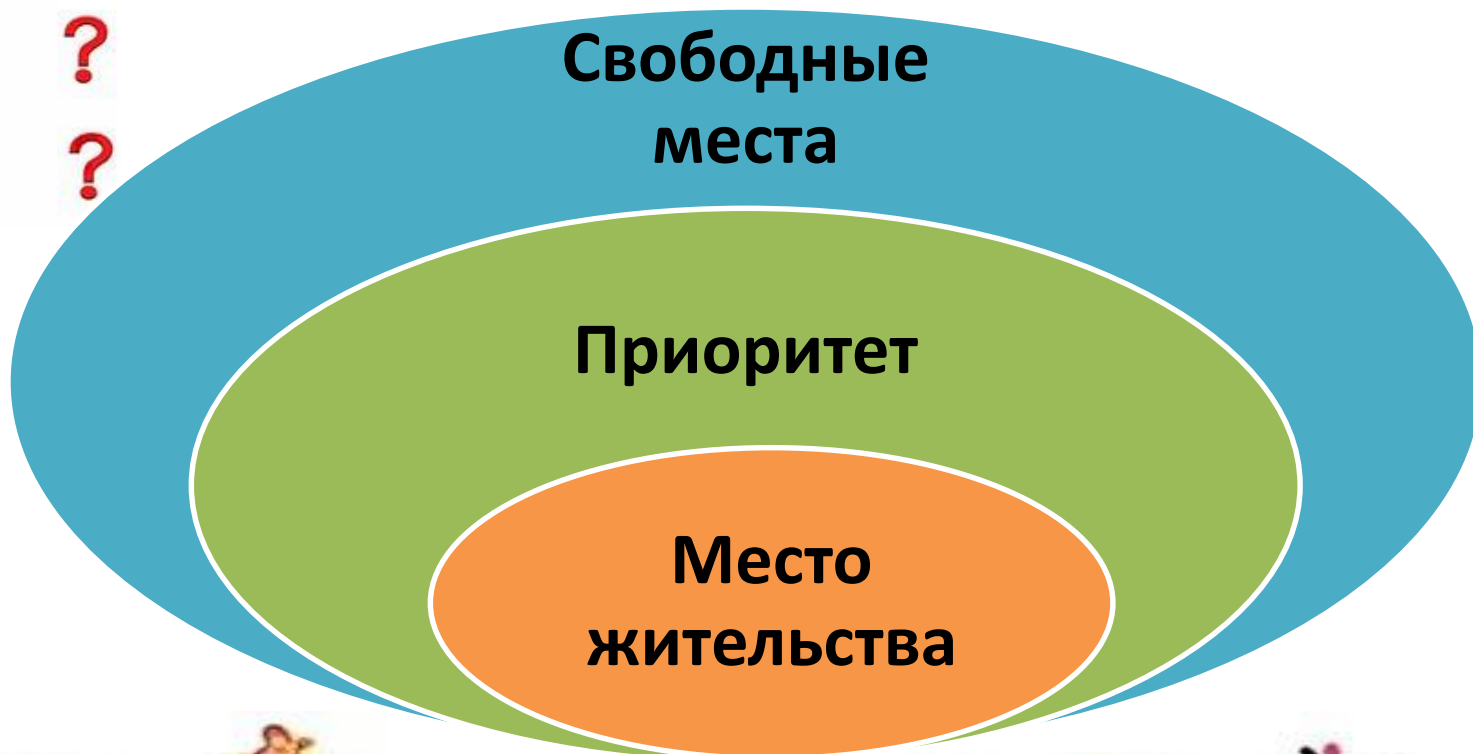 ?
?
Свободные
места
Приоритет
Место
жительства